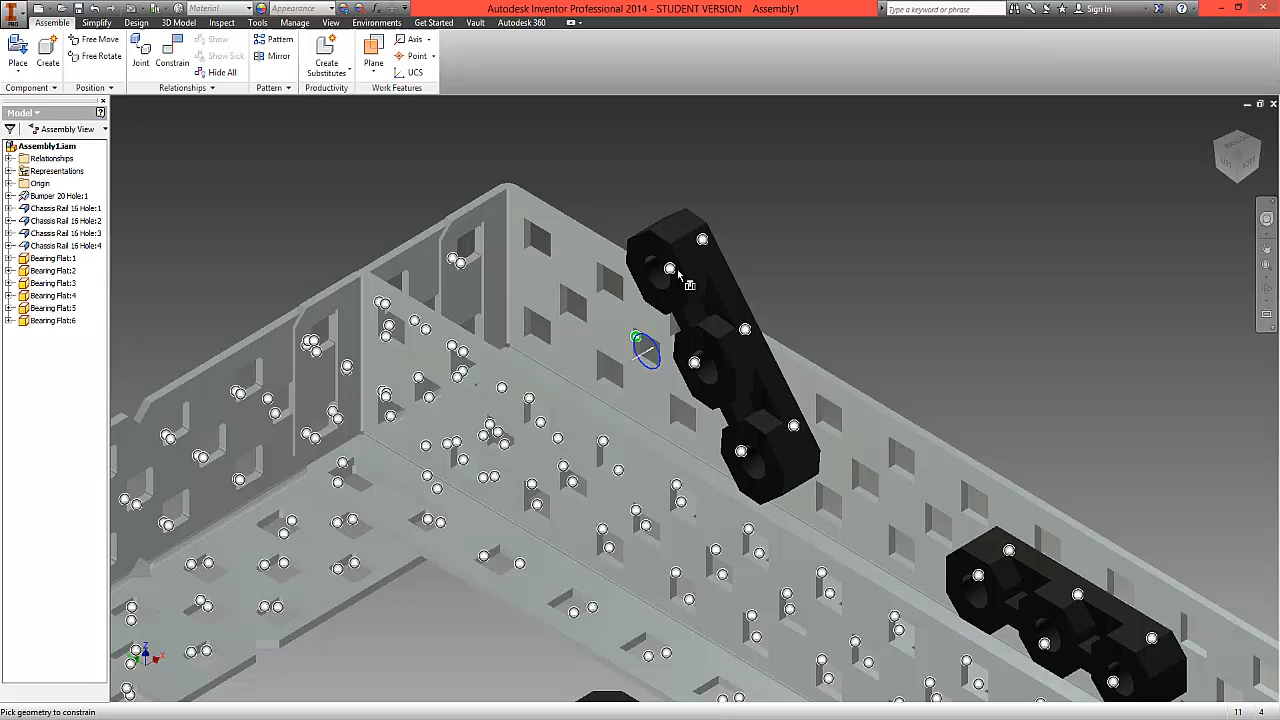 Material
Appearance
Autodesk Inventor Professional 2014 - STUDENT VERSION Assembly1
Type a keyword or phrase
Sign In
PRO
Assemble Simplify Design 3D Model Inspect Tools Manage View Environments Get Started Vault Autodesk 360
Place
Create
Free Move
Free Rotate
Joint
Constrain
Show
Show Sick
Hide All
Pattern
Mirror
Create
Substitutes
Plane
Axis
Point
UCS
Component
Position
Relationships
Pattern
Productivity
Work Features
Model
Assembly View
Assembly1.iam
Relationships
Representations
Origin
Bumper 20 Hole:1
Chassis Rail 16 Hole:1
Chassis Rail 16 Hole:2
Chassis Rail 16 Hole:3
Chassis Rail 16 Hole:4
Bearing Flat:1
Bearing Flat:2
Bearing Flat:3
Bearing Flat:4
Bearing Flat:5
Bearing Flat:6
Z
X
Pick geometry to constrain
11 4